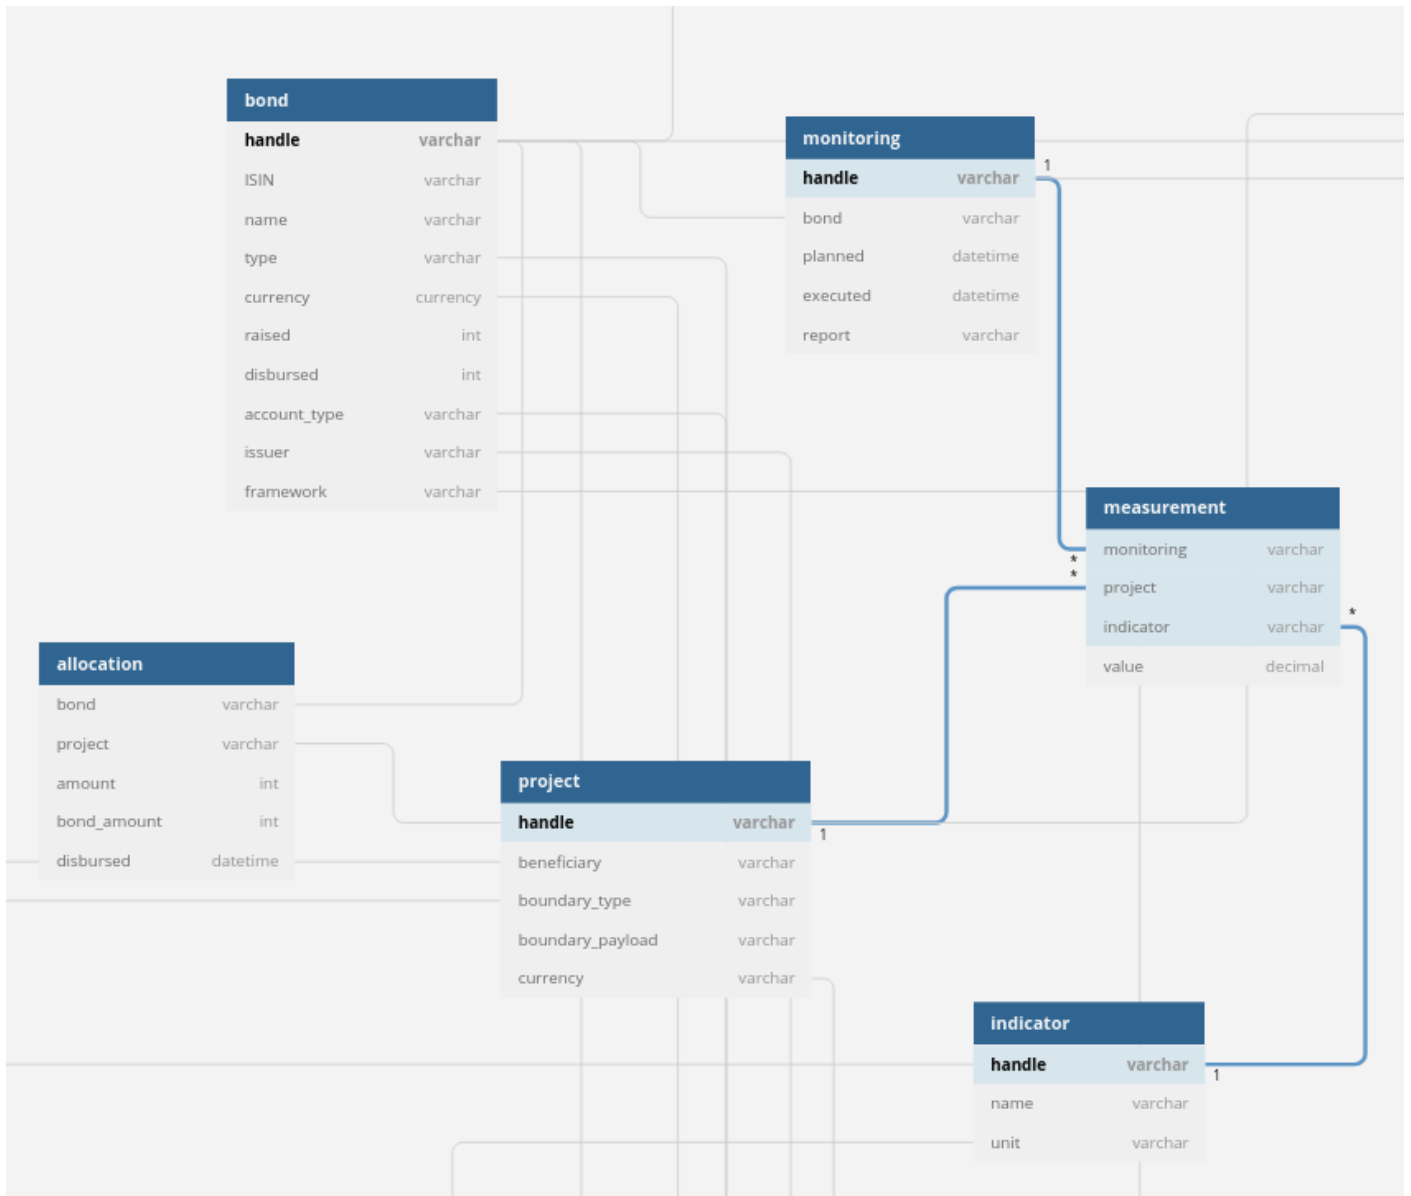 bond
handle varchar
ISIN varchar
name varchar
type varchar
currency currency
raised int
disbursed int
account_type varchar
issuer varchar
framework varchar
monitoring
handle varchar
bond varchar
planned datetime
executed datetime
report varchar
1
measurement
monitoring varchar
project varchar
indicator varchar
value decimal
*
*
*
allocation
bond varchar
project varchar
amount int
bond_amount int
disbursed datetime
project
handle varchar
beneficiary varchar
boundary_type varchar
boundary_payload varchar
currency varchar
1
indicator
handle varchar
name varchar
unit varchar
1